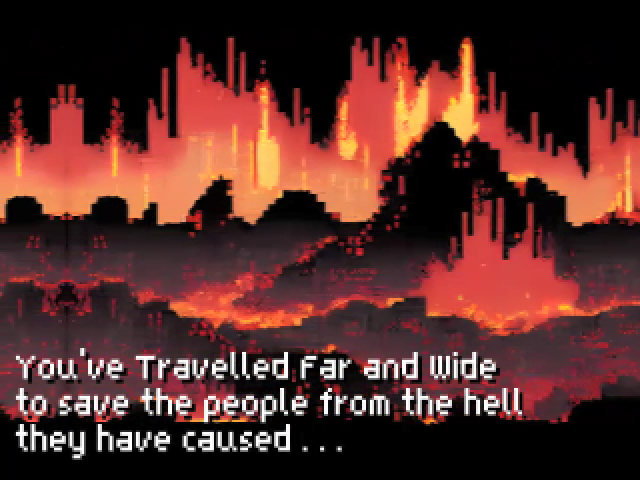 You've Travelled Far and Wide
to save the people from the hell
they have caused . . .